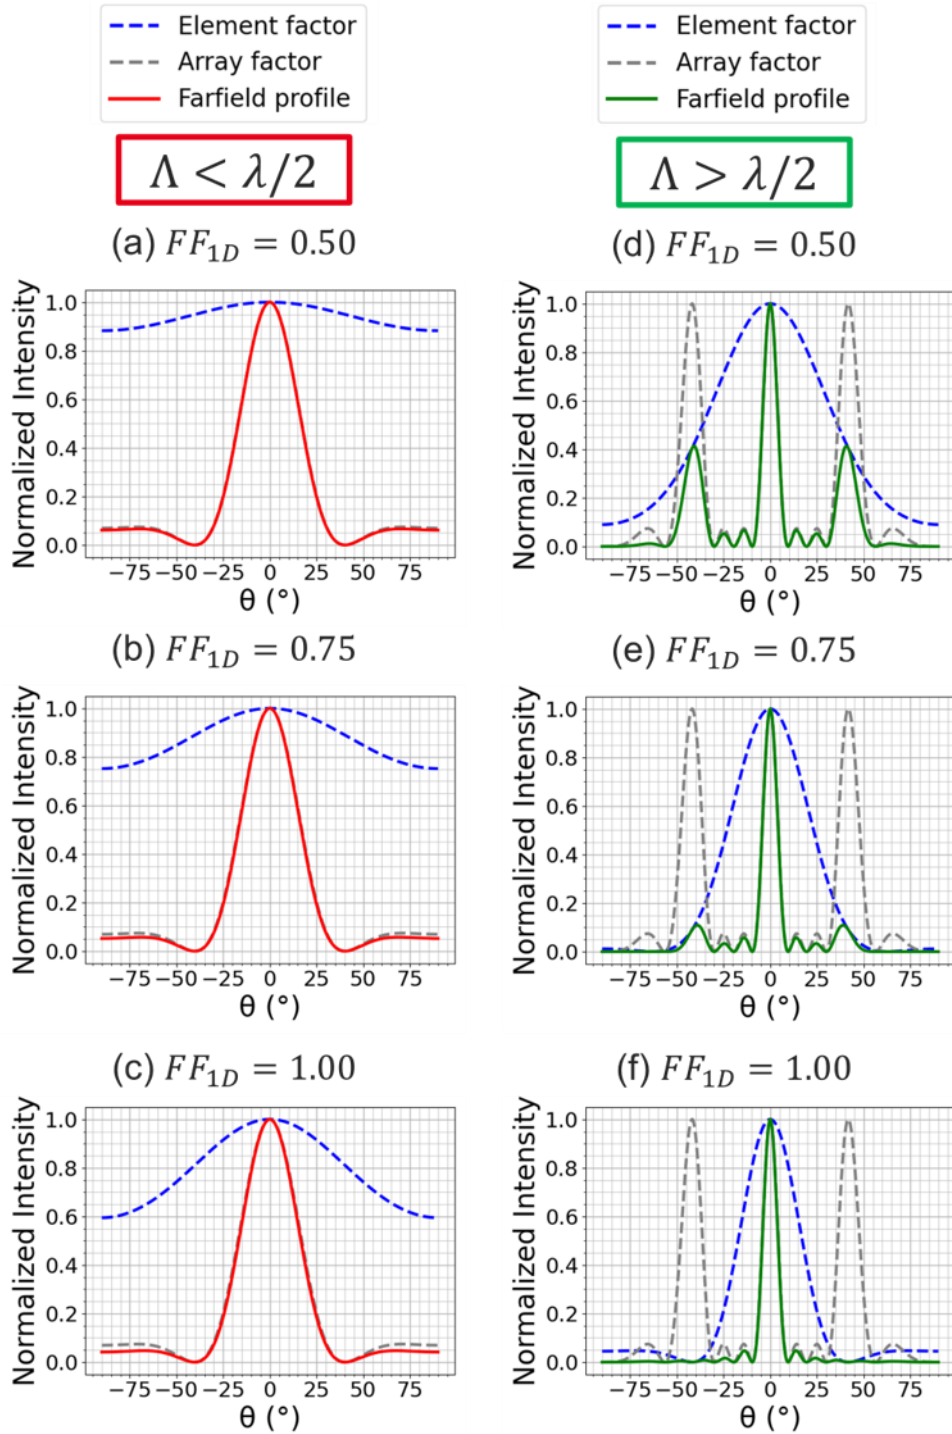 Element factor
Array factor
Farfield profile
Λ < λ/2
(a) FF1D = 0.50
Normalized Intensity
1.0
0.8
0.6
0.4
0.2
0.0
−75 −50 −25 0 25 50 75
θ (°)
(b) FF1D = 0.75
Normalized Intensity
1.0
0.8
0.6
0.4
0.2
0.0
−75 −50 −25 0 25 50 75
θ (°)
(c) FF1D = 1.00
Normalized Intensity
1.0
0.8
0.6
0.4
0.2
0.0
−75 −50 −25 0 25 50 75
θ (°)
Element factor
Array factor
Farfield profile
Λ > λ/2
(d) FF1D = 0.50
Normalized Intensity
1.0
0.8
0.6
0.4
0.2
0.0
−75 −50 −25 0 25 50 75
θ (°)
(e) FF1D = 0.75
Normalized Intensity
1.0
0.8
0.6
0.4
0.2
0.0
−75 −50 −25 0 25 50 75
θ (°)
(f) FF1D = 1.00
Normalized Intensity
1.0
0.8
0.6
0.4
0.2
0.0
−75 −50 −25 0 25 50 75
θ (°)